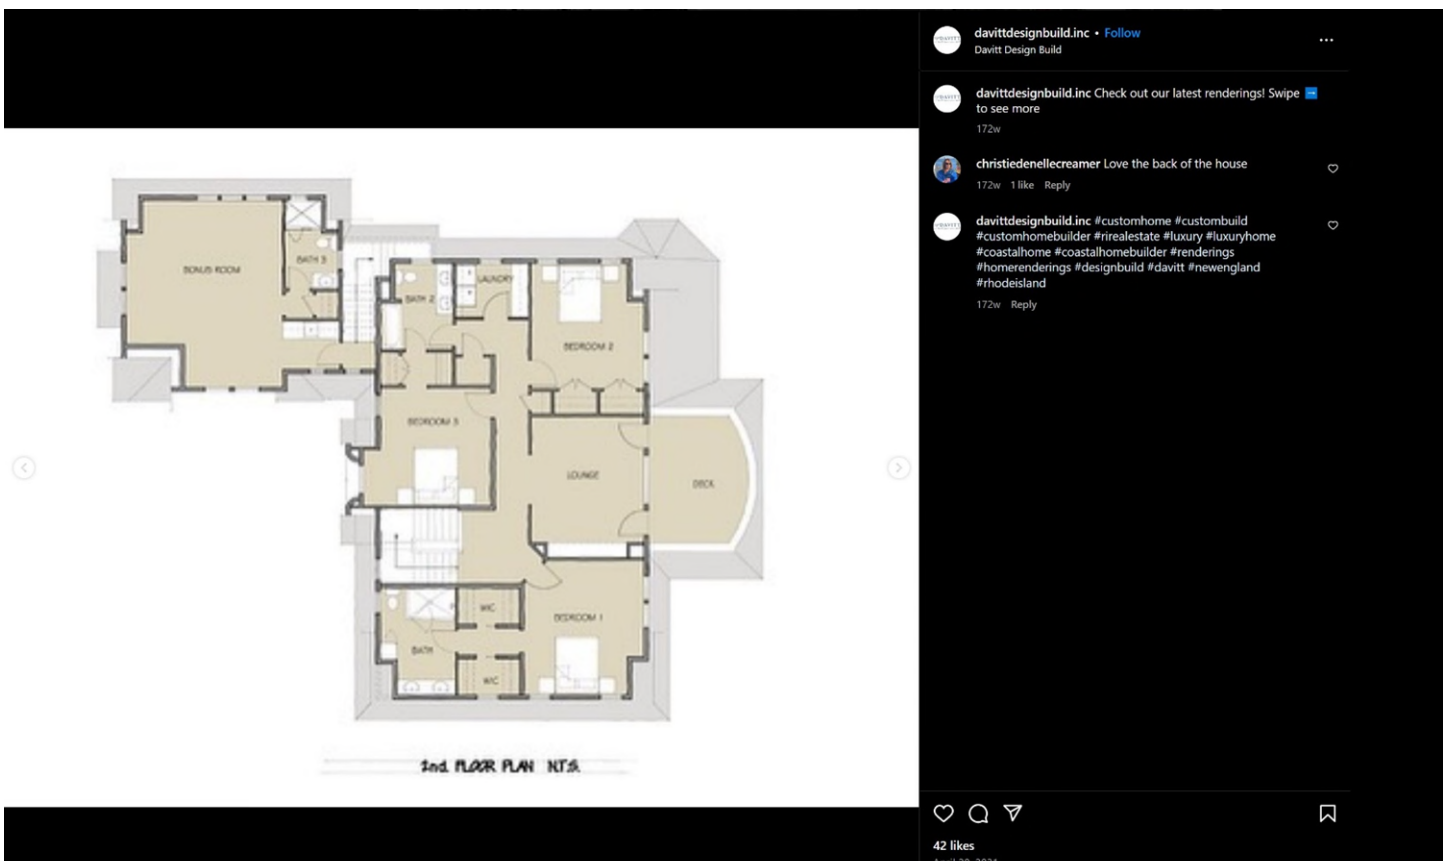 BONUS ROOM
BATH 3
BATH 2
LAUNDRY
BEDROOM 2
BEDROOM 3
LOUNGE
DECK
WIC
BEDROOM 1
BATH
WIC
2nd. FLOOR PLAN N.T.S.
davittdesignbuild.inc • Follow
Davitt Design Build
davittdesignbuild.inc Check out our latest renderings! Swipe ➡
to see more
172w
christiedenellecreamer Love the back of the house
172w 1 like Reply
davittdesignbuild.inc #customhome #custombuild
#customhomebuilder #rirealestate #luxury #luxuryhome
#coastalhome #coastalhomebuilder #renderings
#homerenderings #designbuild #davitt #newengland
#rhodeisland
172w Reply
42 likes